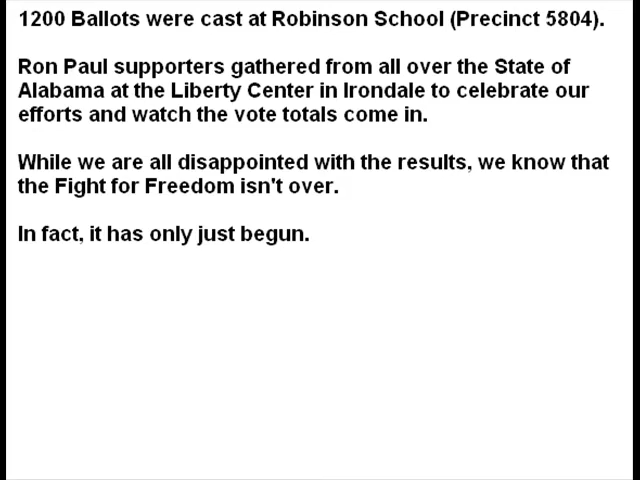 1200 Ballots were cast at Robinson School (Precinct 5804).
Ron Paul supporters gathered from all over the State of
Alabama at the Liberty Center in Irondale to celebrate our
efforts and watch the vote totals come in.
While we are all disappointed with the results, we know that
the Fight for Freedom isn't over.
In fact, it has only just begun.